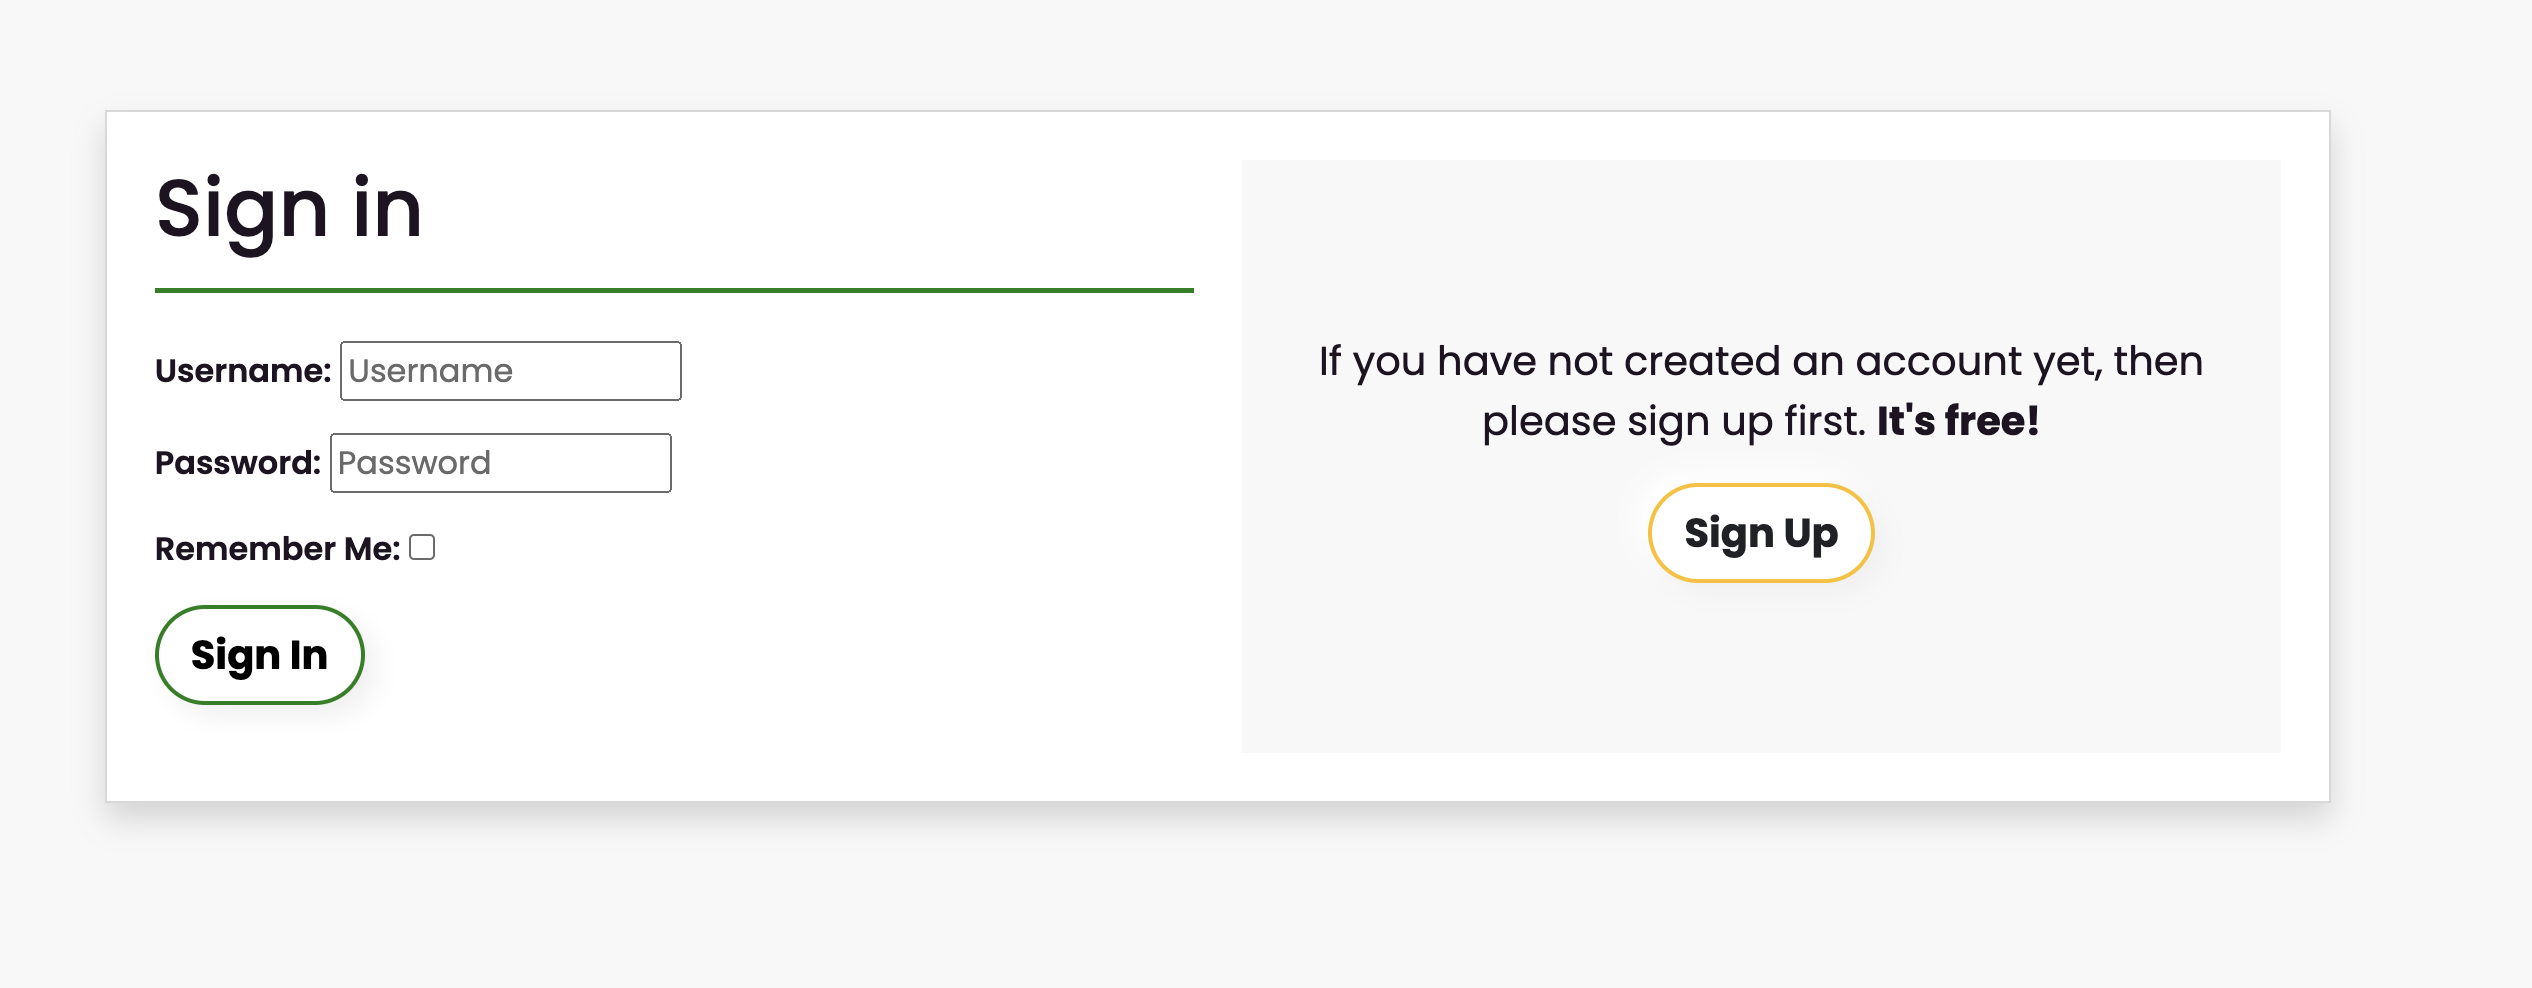 Sign in
Username: Username
Password: Password
Remember Me:
Sign In
If you have not created an account yet, then
please sign up first. It's free!
Sign Up